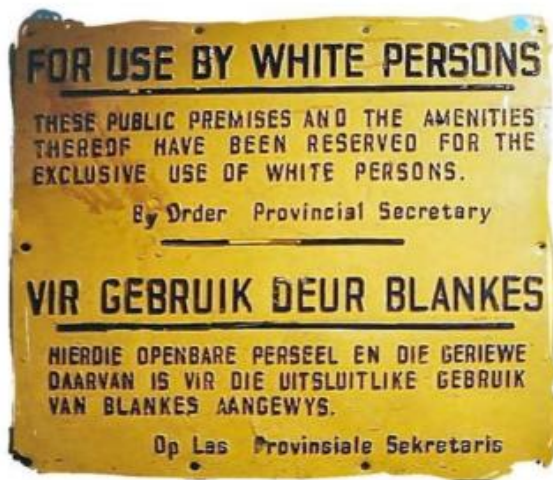 FOR USE BY WHITE PERSONS
THESE PUBLIC PREMISES AND THE AMENITIES
THEREOF HAVE BEEN RESERVED FOR THE
EXCLUSIVE USE OF WHITE PERSONS.
By Order Provincial Secretary
VIR GEBRUIK DEUR BLANKES
HIERDIE OPENBARE PERSEEL EN DIE GERIEWE
DAARVAN IS VIR DIE UITSLUITLIKE GEBRUIK
VAN BLANKES AANGEWYS.
Op Las Provinsiale Sekretaris